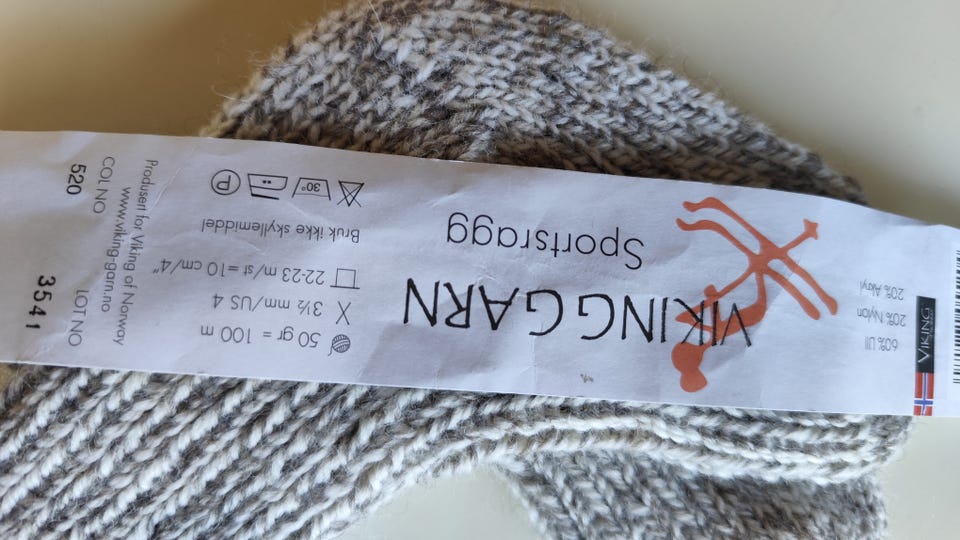 VIKING
60% Ull
20% Nylon
20% Akryl
VIKING GARN
Sportsragg
50 gr = 100 m
3½ mm/US 4
22-23 m/st = 10 cm/4"
Bruk ikke skyllemiddel
30°
P
Produsert for Viking of Norway
www.viking-garn.no
COL NO
520
LOT NO
3541